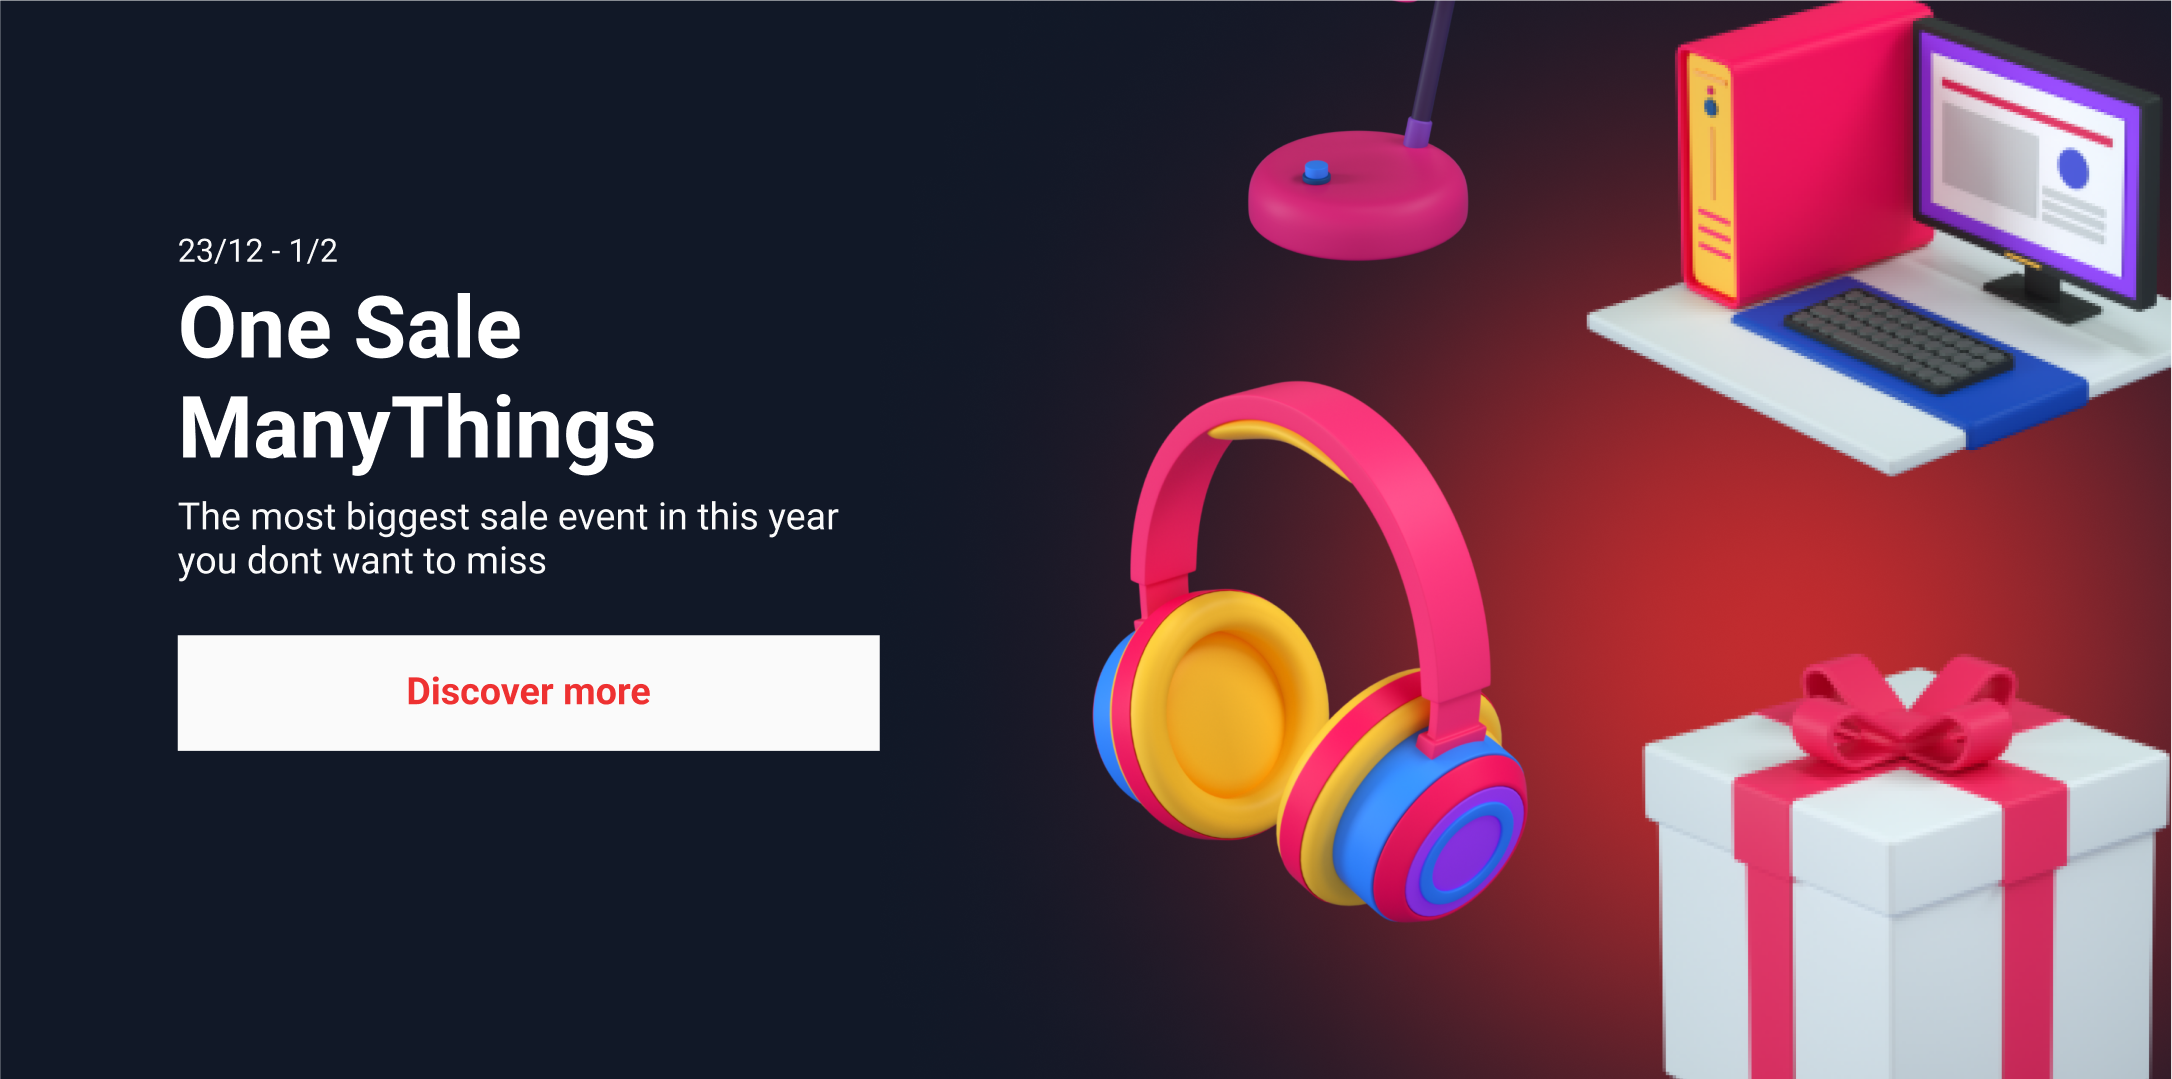 23/12 - 1/2
One Sale
ManyThings
The most biggest sale event in this year
you dont want to miss
Discover more